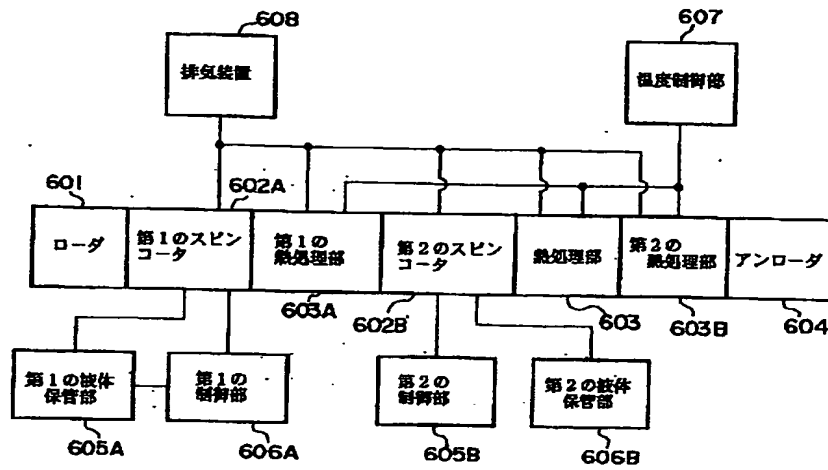 608
607
排気装置
温度制御部
601
602A
ローダ
第1のスピン
コータ
第1の
熱処理部
第2のスピン
コータ
熱処理部
第2の
熱処理部
アンローダ
603A
602B
603
603B
604
第1の液体
保管部
第1の
制御部
第2の
制御部
第2の液体
保管部
605A
606A
605B
606B